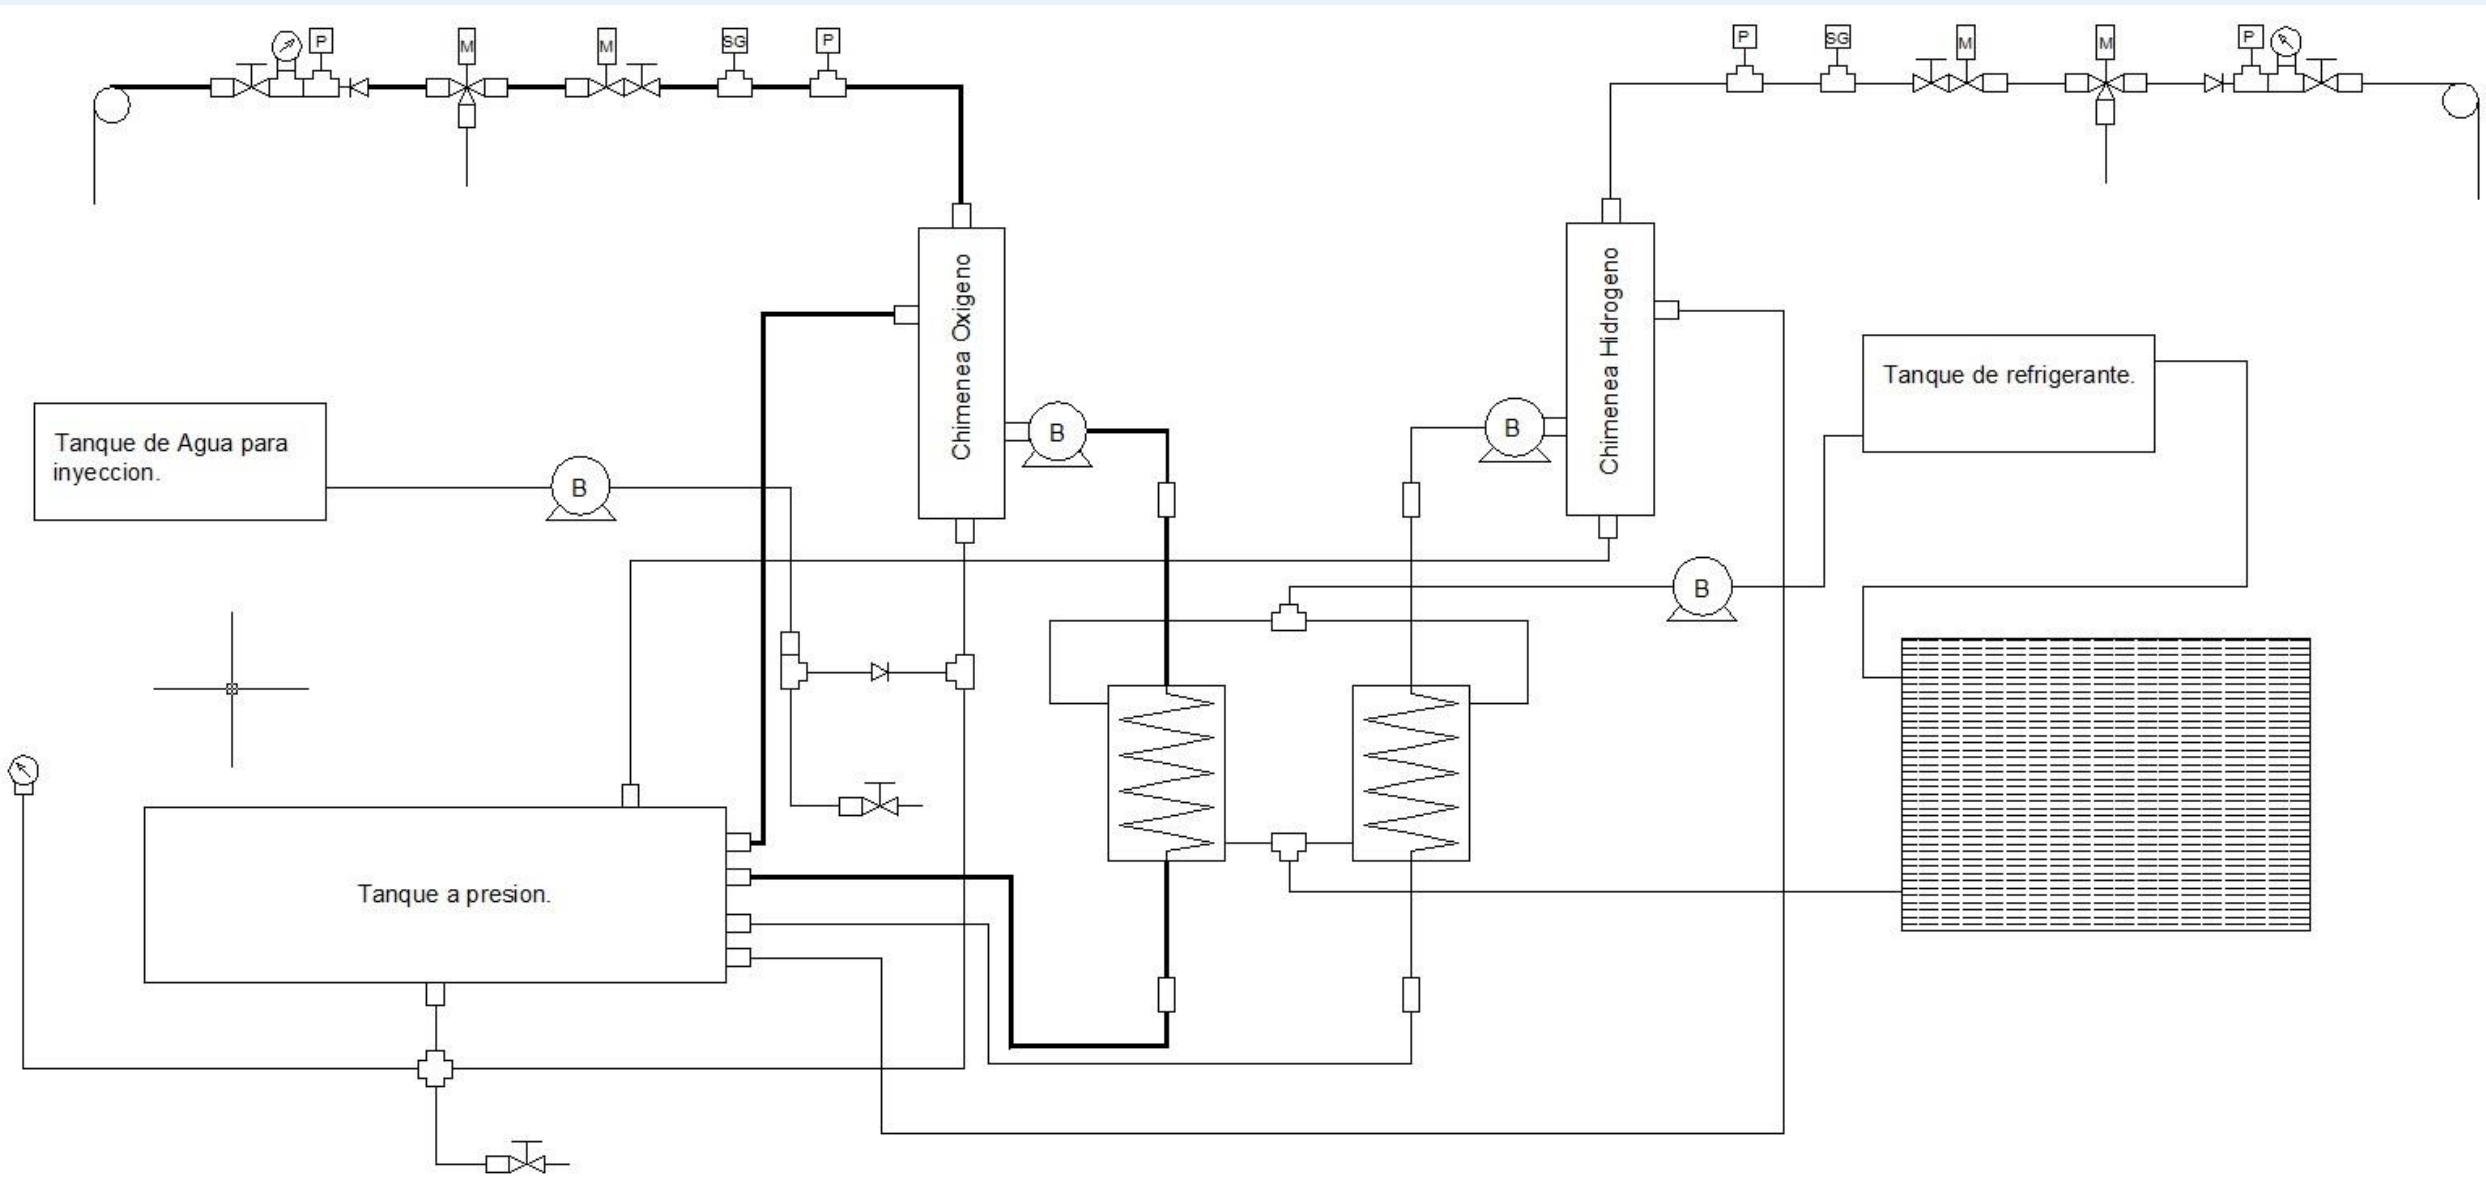 P
M
M
SG
P
P
SG
M
M
P
Chimenea Oxigeno
Chimenea Hidrogeno
Tanque de refrigerante.
Tanque de Agua para
inyeccion.
B
B
B
B
Tanque a presion.